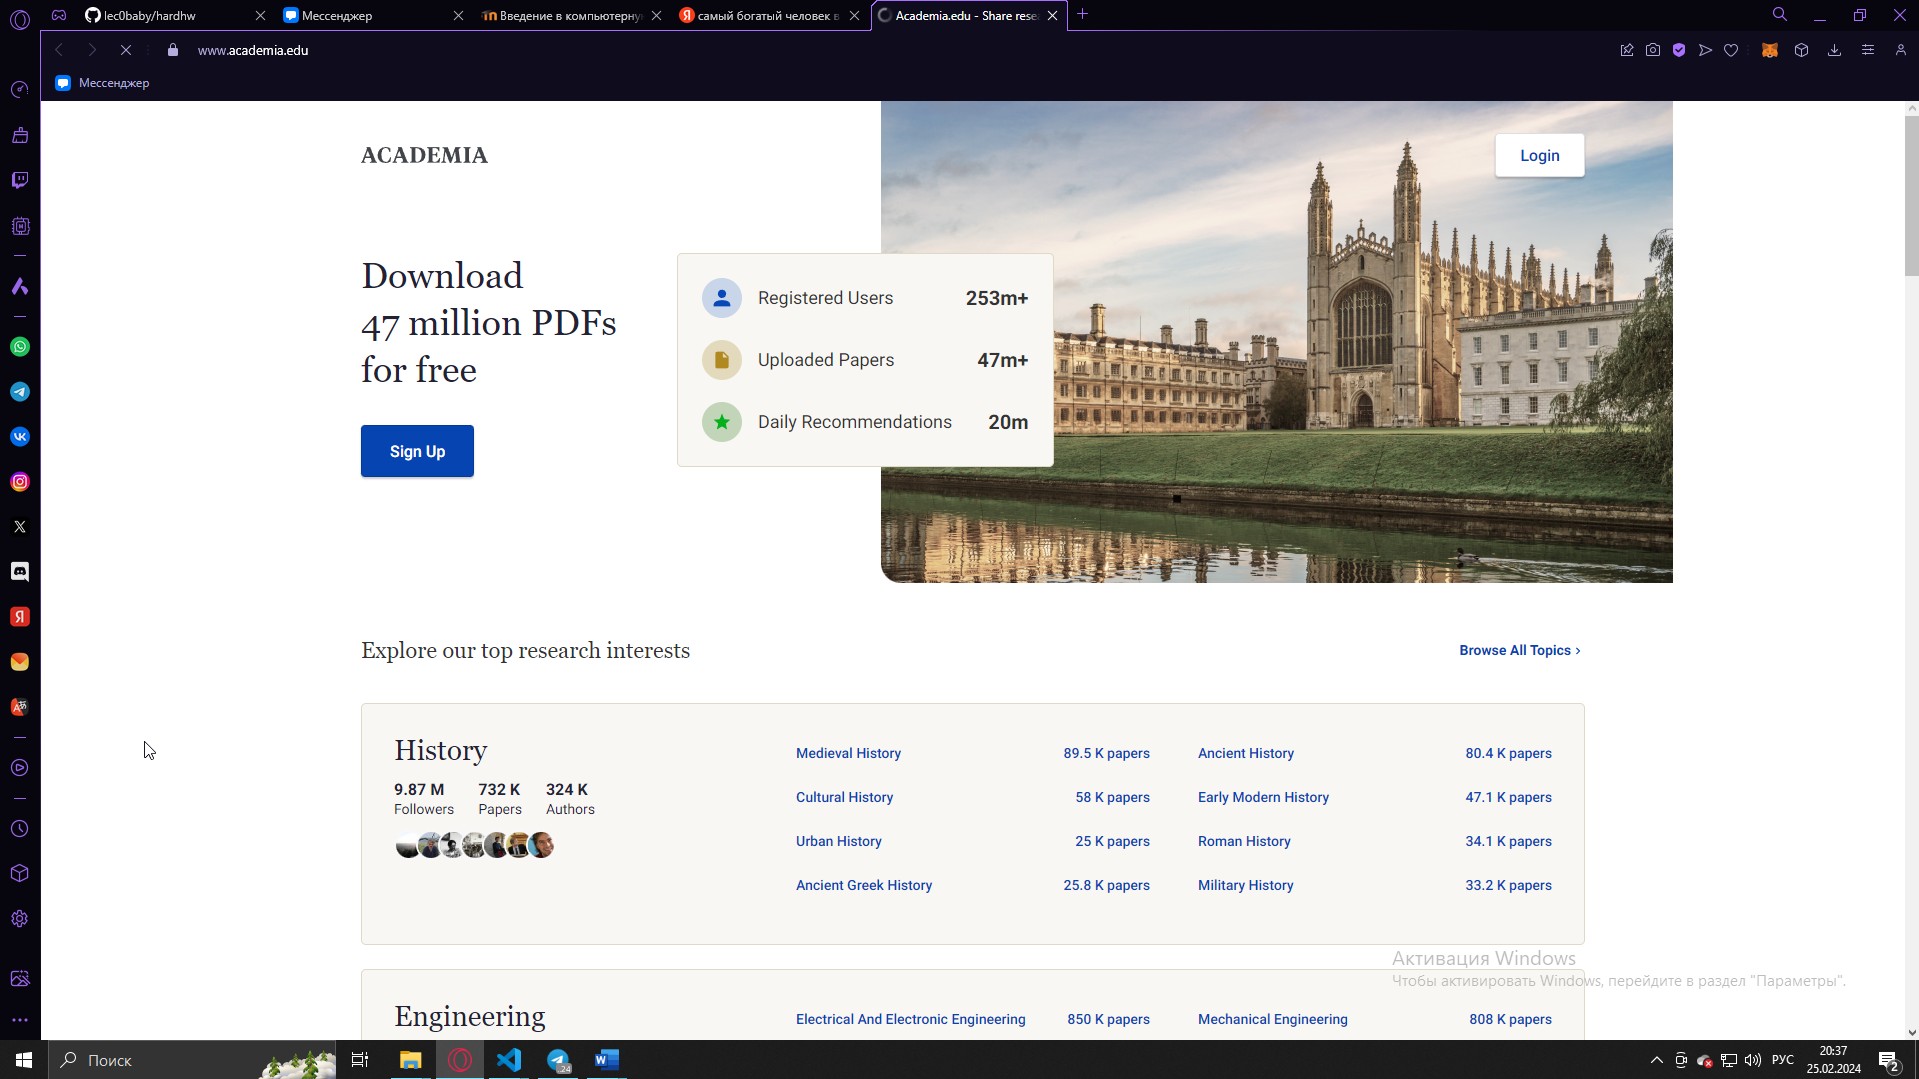 lec0baby/hardhw
Мессенджер
Введение в компьютерну
самый богатый человек в
Academia.edu - Share rese
www.academia.edu
Мессенджер
ACADEMIA
Login
Download
47 million PDFs
for free
Registered Users 253m+
Uploaded Papers 47m+
Daily Recommendations 20m
Sign Up
Explore our top research interests
Browse All Topics ›
History
9.87 M 732 K 324 K
Followers Papers Authors
Medieval History 89.5 K papers Ancient History 80.4 K papers
Cultural History 58 K papers Early Modern History 47.1 K papers
Urban History 25 K papers Roman History 34.1 K papers
Ancient Greek History 25.8 K papers Military History 33.2 K papers
Активация Windows
Чтобы активировать Windows, перейдите в раздел "Параметры".
Engineering
Electrical And Electronic Engineering 850 K papers Mechanical Engineering 808 K papers
Поиск
24
РУС
20:37
25.02.2024
2